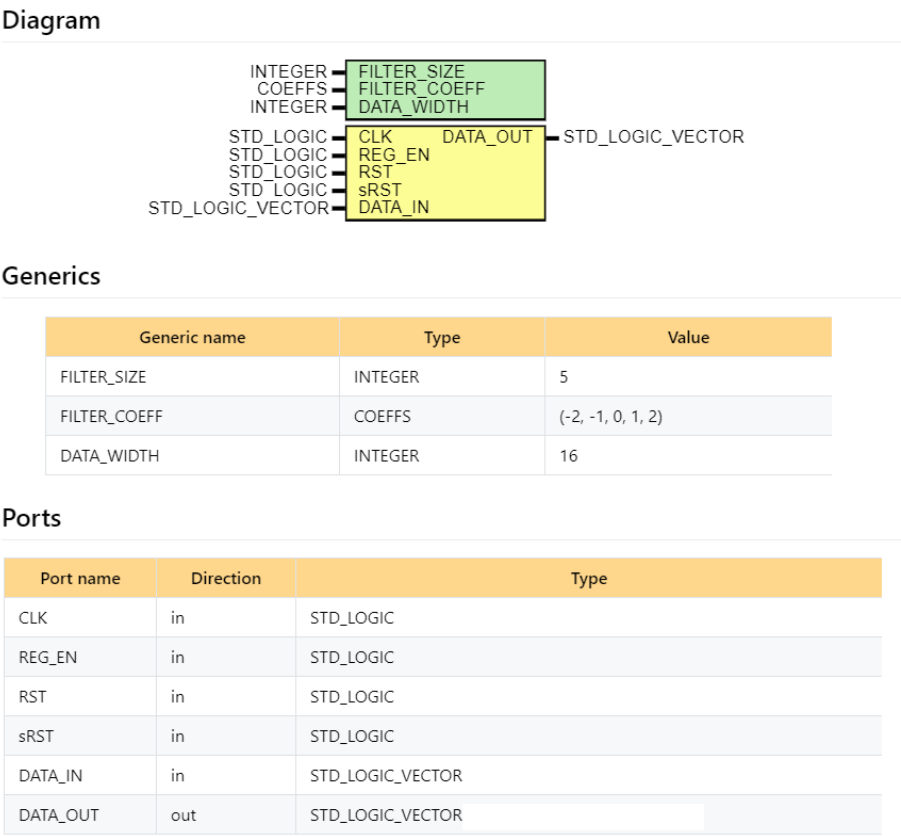 Diagram
INTEGER FILTER_SIZE
COEFFS FILTER_COEFF
INTEGER DATA_WIDTH
STD_LOGIC CLK DATA_OUT STD_LOGIC_VECTOR
STD_LOGIC REG_EN
STD_LOGIC RST
STD_LOGIC sRST
STD_LOGIC_VECTOR DATA_IN
Generics
Generic name Type Value
FILTER_SIZE INTEGER 5
FILTER_COEFF COEFFS (-2, -1, 0, 1, 2)
DATA_WIDTH INTEGER 16
Ports
Port name Direction Type
CLK in STD_LOGIC
REG_EN in STD_LOGIC
RST in STD_LOGIC
sRST in STD_LOGIC
DATA_IN in STD_LOGIC_VECTOR
DATA_OUT out STD_LOGIC_VECTOR